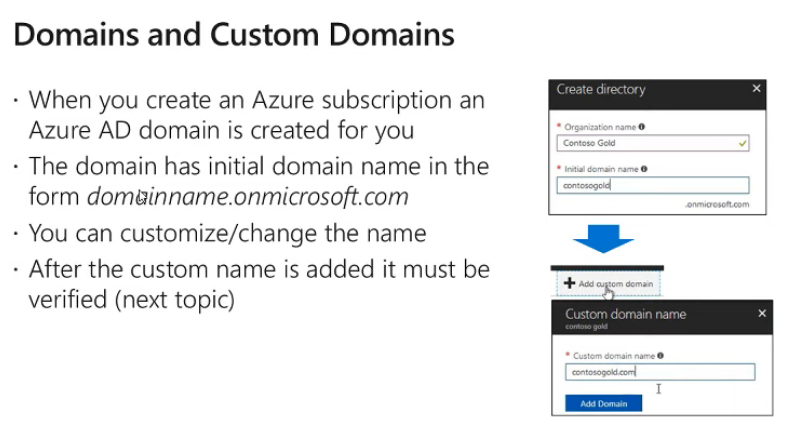 Domains and Custom Domains
· When you create an Azure subscription an
Azure AD domain is created for you
· The domain has initial domain name in the
form domainname.onmicrosoft.com
· You can customize/change the name
· After the custom name is added it must be
verified (next topic)
Create directory
* Organization name
Contoso Gold
* Initial domain name
contosogold
.onmicrosoft.com
+ Add custom domain
Custom domain name
contoso gold
* Custom domain name
contosogold.com
Add Domain